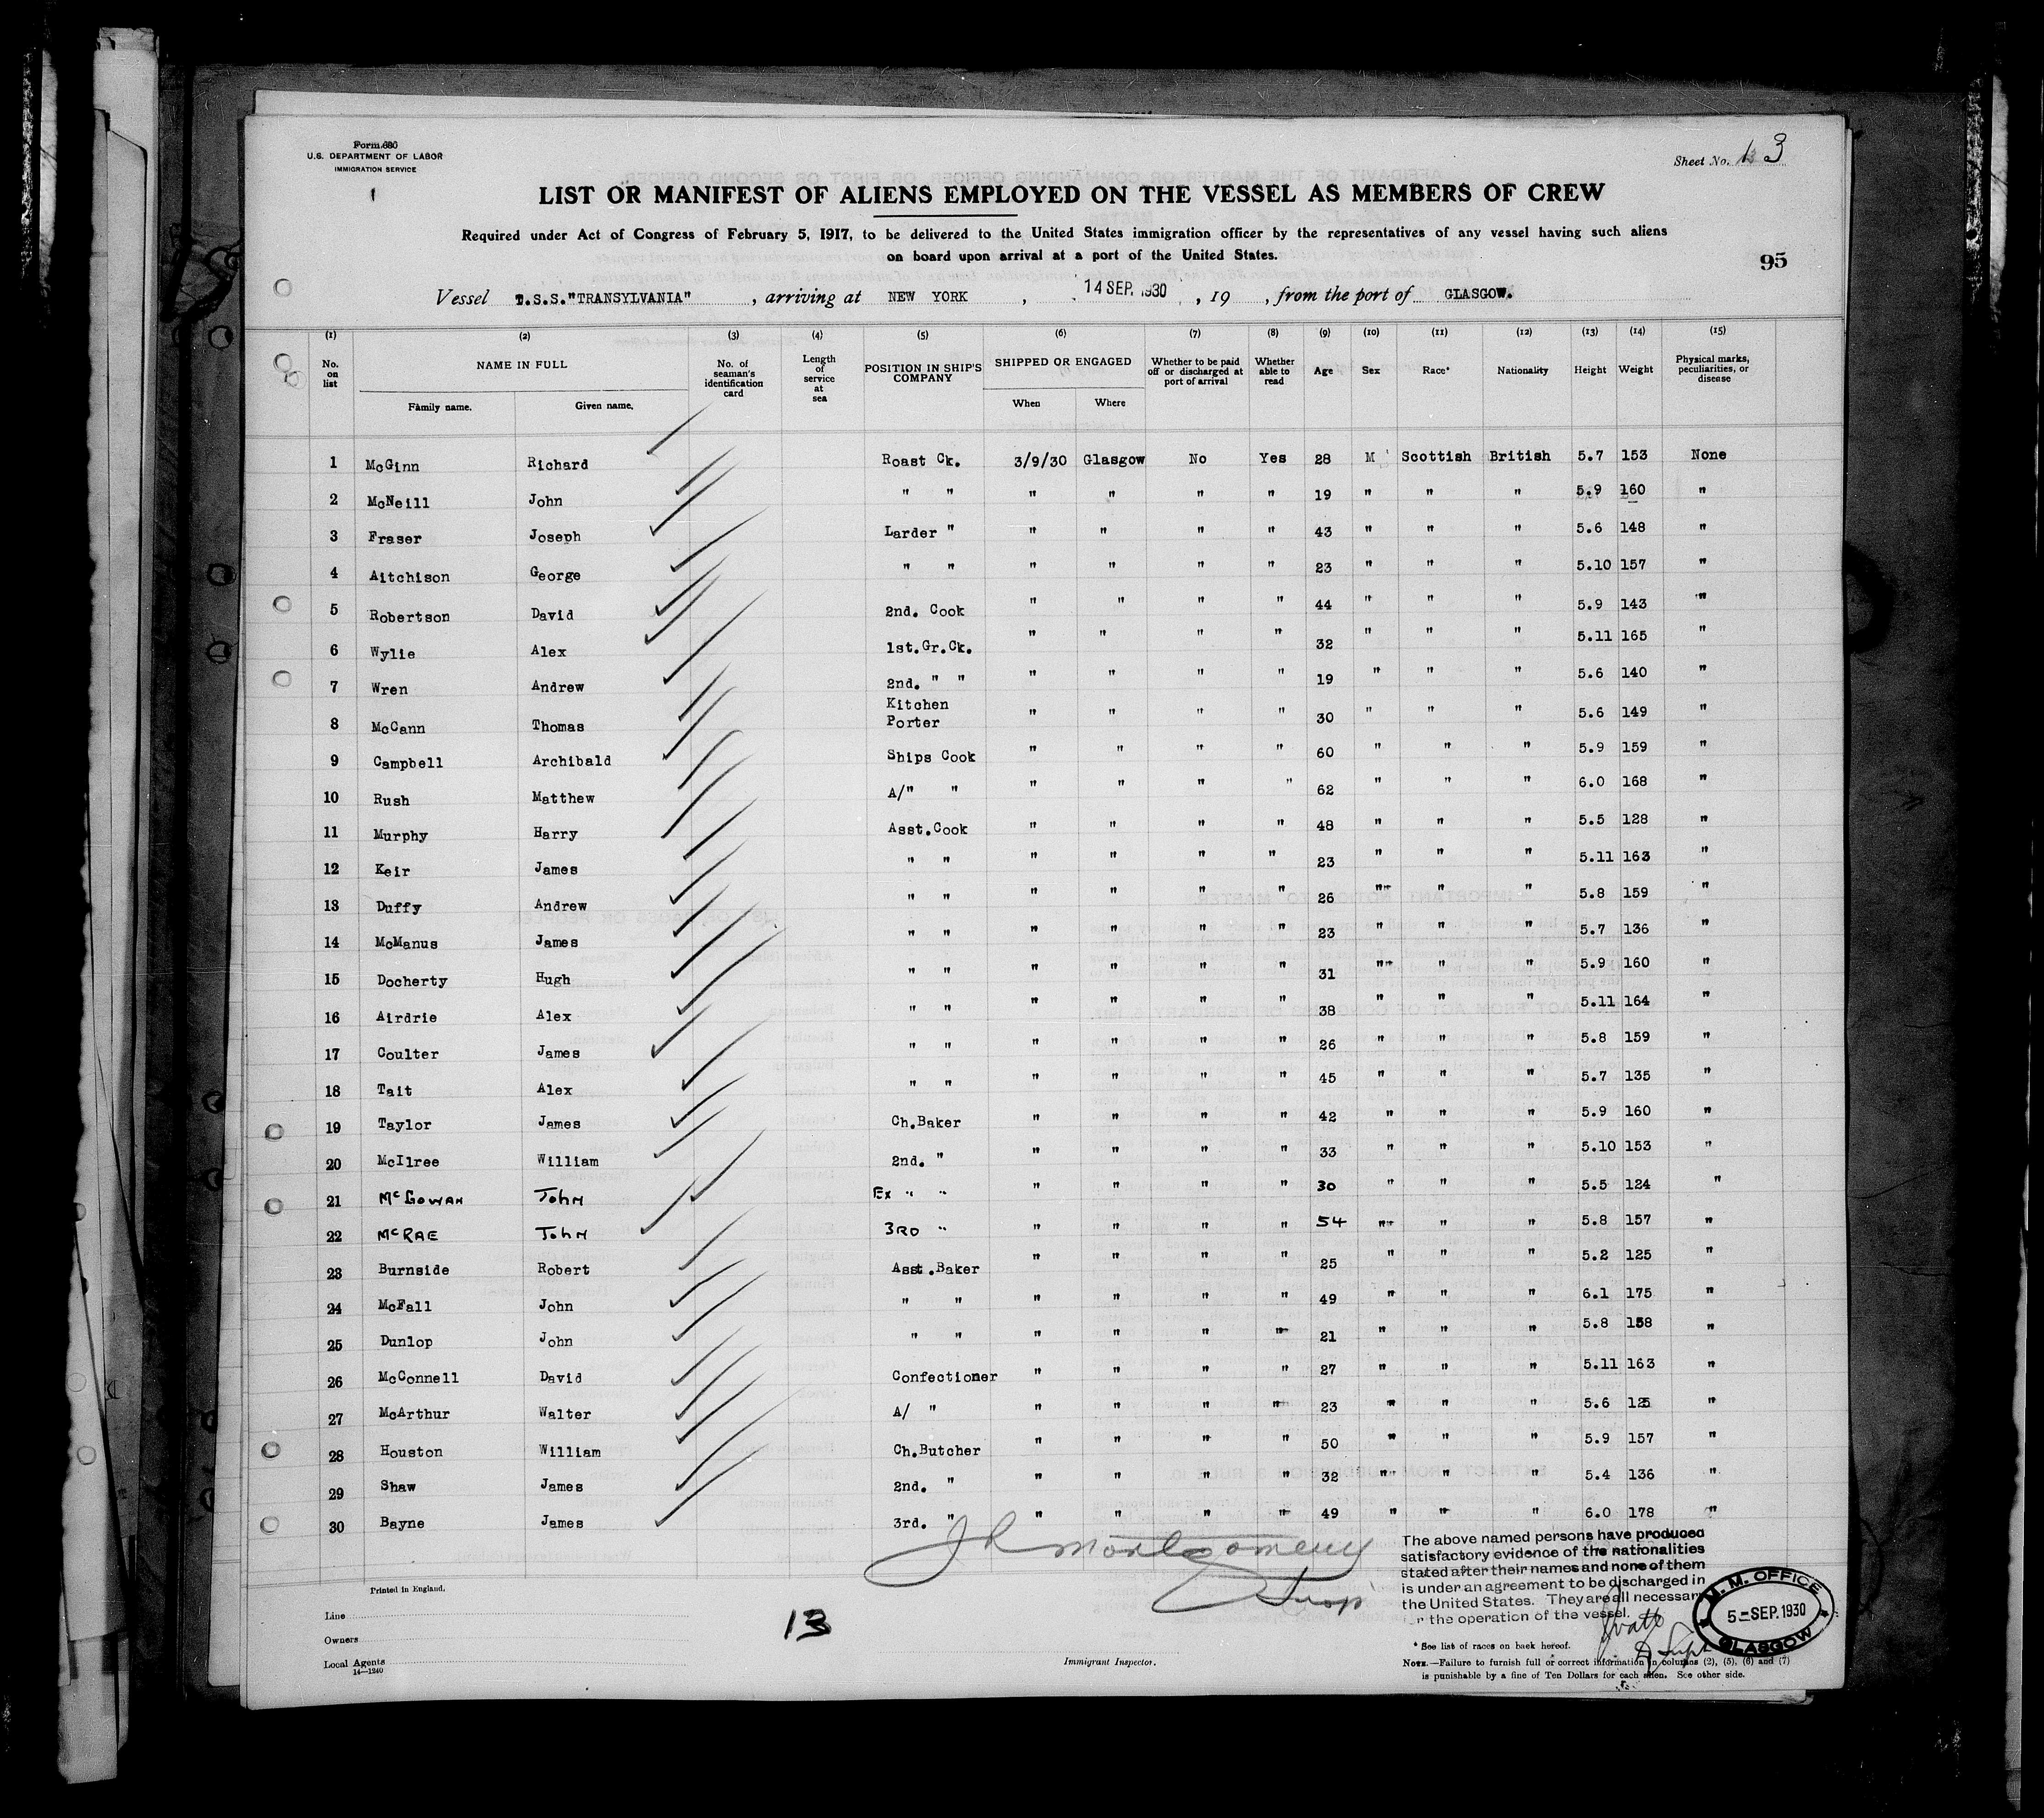 Form 680
U.S. DEPARTMENT OF LABOR
IMMIGRATION SERVICE
Sheet No. 13
LIST OR MANIFEST OF ALIENS EMPLOYED ON THE VESSEL AS MEMBERS OF CREW
Required under Act of Congress of February 5, 1917, to be delivered to the United States immigration officer by the representatives of any vessel having such aliens
on board upon arrival at a port of the United States.
95
Vessel T.S.S."TRANSYLVANIA", arriving at NEW YORK, 14 SEP. 1930, 19 , from the port of GLASGOW.
(1) (2) (3) (4) (5) (6) (7) (8) (9) (10) (11) (12) (13) (14) (15)
No. on list NAME IN FULL No. of seaman's identification card Length of service at sea POSITION IN SHIP'S COMPANY SHIPPED OR ENGAGED Whether to be paid off or discharged at port of arrival Whether able to read Age Sex Race* Nationality Height Weight Physical marks, peculiarities, or disease
Family name. Given name. When Where
1 McGinn Richard Roast Ck. 3/9/30 Glasgow No Yes 28 M Scottish British 5.7 153 None
2 McNeill John " " " " " " 19 " " " 5.9 160 "
3 Fraser Joseph Larder " " " " " 43 " " " 5.6 148 "
4 Aitchison George " " " " " " 23 " " " 5.10 157 "
5 Robertson David 2nd. Cook " " " " 44 " " " 5.9 143 "
6 Wylie Alex 1st.Gr.Ck. " " " " 32 " " " 5.11 165 "
7 Wren Andrew 2nd. " " " " " " 19 " " " 5.6 140 "
8 McCann Thomas Kitchen Porter " " " " 30 " " " 5.6 149 "
9 Campbell Archibald Ships Cook " " " " 60 " " " 5.9 159 "
10 Rush Matthew A/" " " " " " 62 " " " 6.0 168 "
11 Murphy Harry Asst.Cook " " " " 48 " " " 5.5 128 "
12 Keir James " " " " " " 23 " " " 5.11 163 "
13 Duffy Andrew " " " " " " 26 " " " 5.8 159 "
14 McManus James " " " " " " 23 " " " 5.7 136 "
15 Docherty Hugh " " " " " " 31 " " " 5.9 160 "
16 Airdrie Alex " " " " " " 38 " " " 5.11 164 "
17 Coulter James " " " " " " 26 " " " 5.8 159 "
18 Tait Alex " " " " " " 45 " " " 5.7 135 "
19 Taylor James Ch.Baker " " " " 42 " " " 5.9 160 "
20 McIlree William 2nd. " " " " " 33 " " " 5.10 153 "
21 McGOWAN JOHN Ex " " " " " " 30 " " " 5.5 124 "
22 McRAE JOHN 3RD " " " " " 54 " " " 5.8 157 "
23 Burnside Robert Asst.Baker " " " " 25 " " " 5.2 125 "
24 McFall John " " " " " " 49 " " " 6.1 175 "
25 Dunlop John " " " " " " 21 " " " 5.8 158 "
26 McConnell David Confectioner " " " " 27 " " " 5.11 163 "
27 McArthur Walter A/ " " " " " 23 " " " 5.6 125 "
28 Houston William Ch.Butcher " " " " 50 " " " 5.9 157 "
29 Shaw James 2nd. " " " " " 32 " " " 5.4 136 "
30 Bayne James 3rd. " " " " " 49 " " " 6.0 178 "
J R Montgomery
The above named persons have produced
satisfactory evidence of the nationalities
stated after their names and none of them
is under an agreement to be discharged in
the United States. They are all necessary
for the operation of the vessel.
M. M. OFFICE
5-SEP.1930
GLASGOW
Printed in England.
Line
Owners
Local Agents
14—1240
13
Immigrant Inspector.
* See list of races on back hereof.
NOTE.—Failure to furnish full or correct information in columns (2), (5), (6) and (7)
is punishable by a fine of Ten Dollars for each alien. See other side.